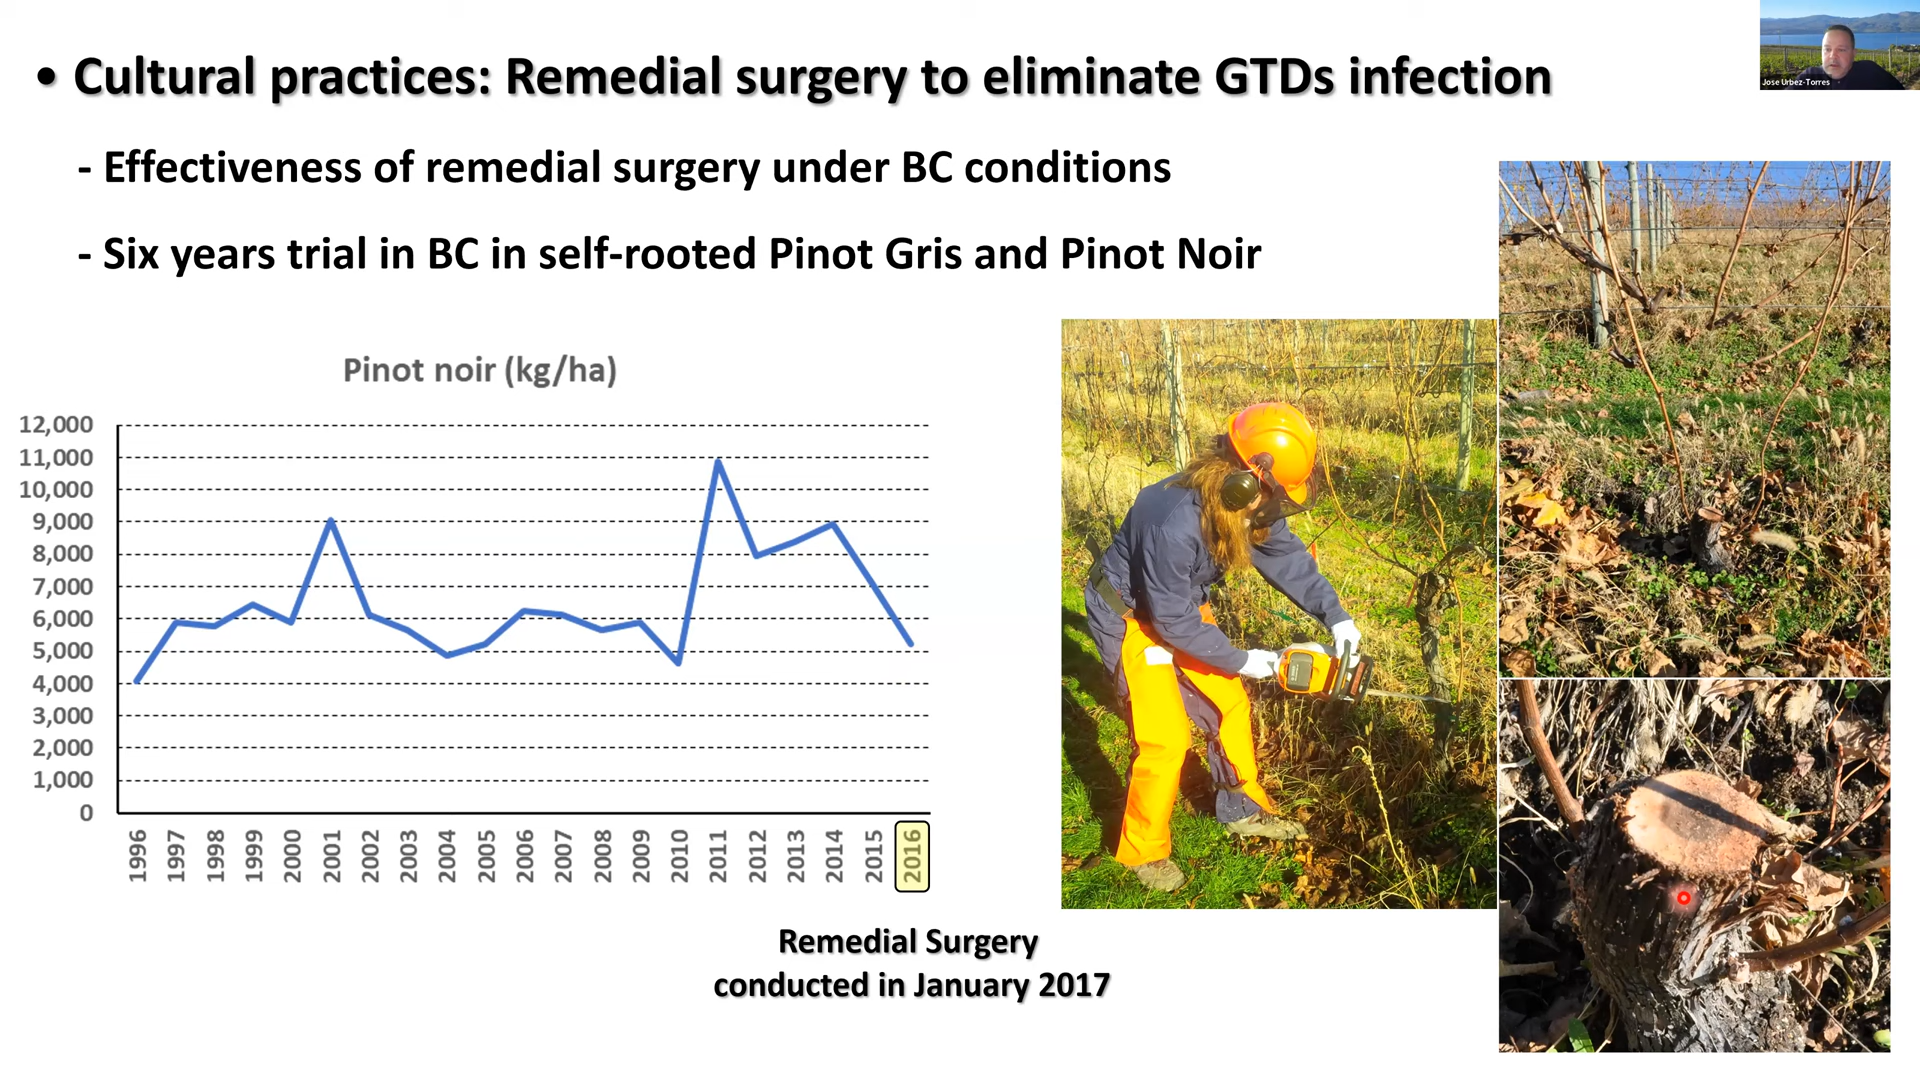 • Cultural practices: Remedial surgery to eliminate GTDs infection
Jose Urbez-Torres
- Effectiveness of remedial surgery under BC conditions
- Six years trial in BC in self-rooted Pinot Gris and Pinot Noir
Pinot noir (kg/ha)
12,000
11,000
10,000
9,000
8,000
7,000
6,000
5,000
4,000
3,000
2,000
1,000
0
1996 1997 1998 1999 2000 2001 2002 2003 2004 2005 2006 2007 2008 2009 2010 2011 2012 2013 2014 2015 2016
Remedial Surgery
conducted in January 2017